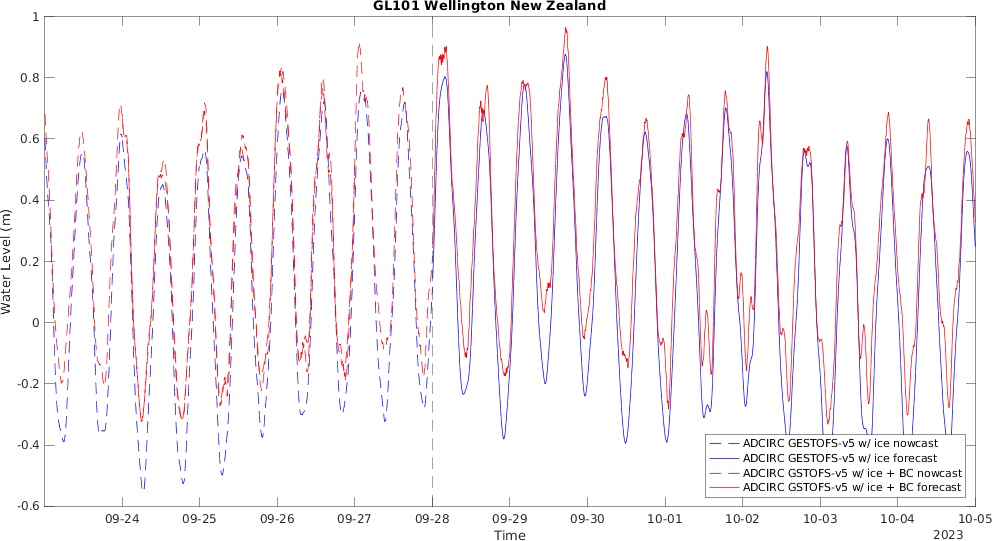 GL101 Wellington New Zealand
1
0.8
0.6
0.4
0.2
0
-0.2
-0.4
-0.6
Water Level (m)
ADCIRC GESTOFS-v5 w/ ice nowcast
ADCIRC GESTOFS-v5 w/ ice forecast
ADCIRC GSTOFS-v5 w/ ice + BC nowcast
ADCIRC GSTOFS-v5 w/ ice + BC forecast
09-24 09-25 09-26 09-27 09-28 09-29 09-30 10-01 10-02 10-03 10-04 10-05
Time
2023